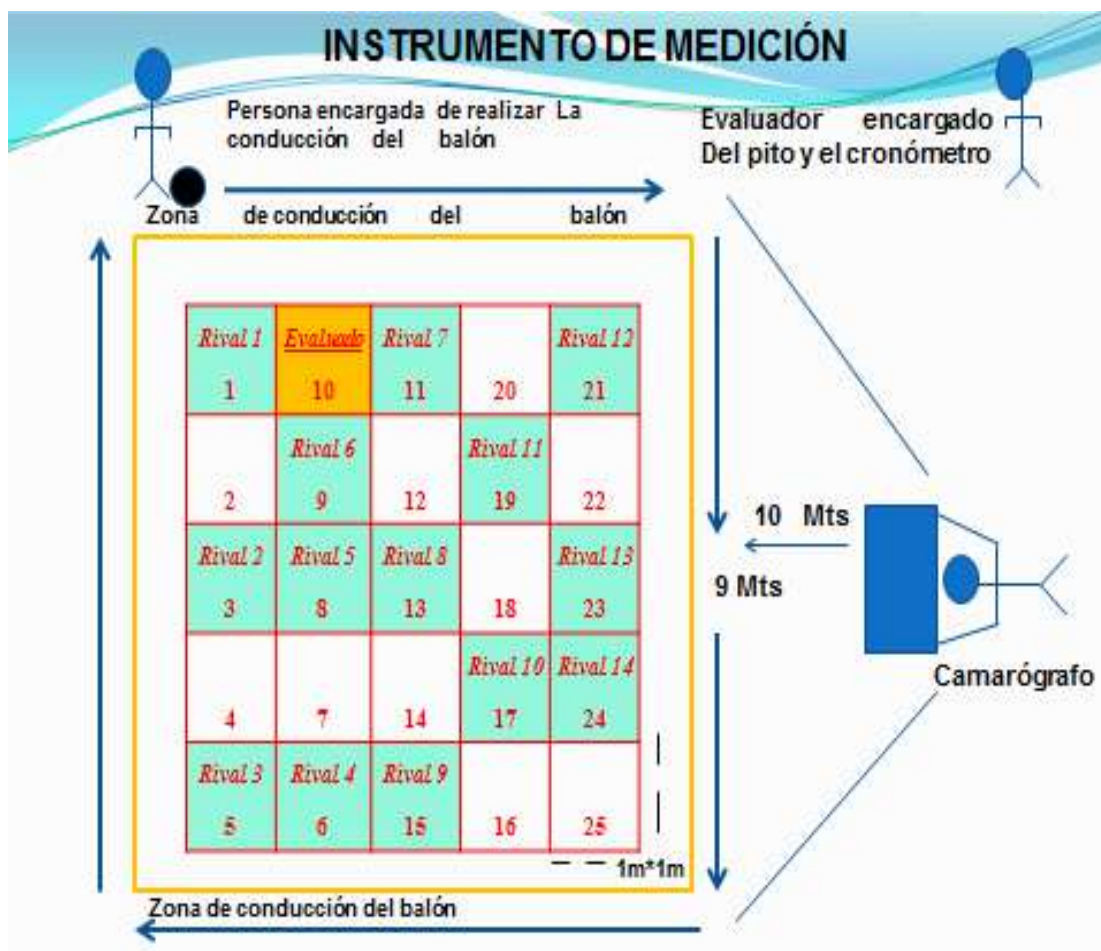 INSTRUMENTO DE MEDICIÓN
Persona encargada de realizar La
conducción del balón
Evaluador encargado
Del pito y el cronómetro
Zona de conducción del balón
Rival 1 Evaluado Rival 7 Rival 12
1 10 11 20 21
Rival 6 Rival 11
2 9 12 19 22
10 Mts
Rival 2 Rival 5 Rival 8 Rival 13
3 8 13 18 23
9 Mts
Rival 10 Rival 14
4 7 14 17 24
Camarógrafo
Rival 3 Rival 4 Rival 9
5 6 15 16 25
1m*1m
Zona de conducción del balón